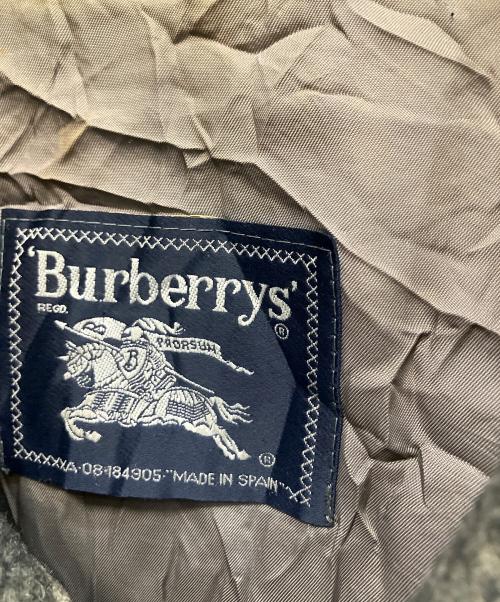 'Burberrys'
REGD.
®
B
PRORSUM
®
A·08·184905·"MADE IN SPAIN"